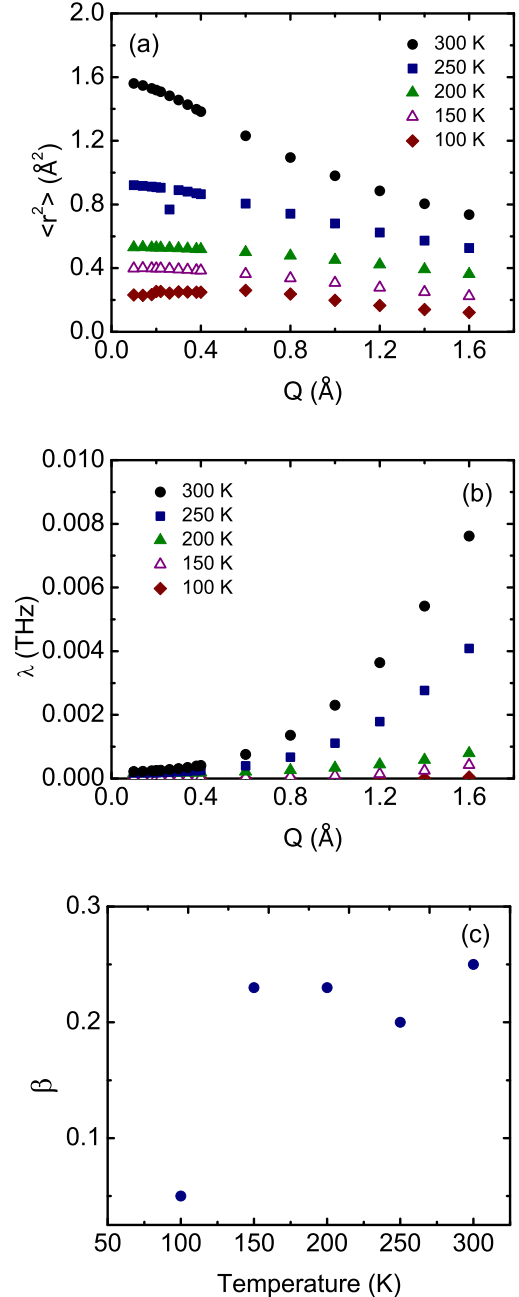 2.0
(a)
300 K
1.6
250 K
200 K
1.2
150 K
100 K
<r²> (Å²)
0.8
0.4
0.0
0.0 0.4 0.8 1.2 1.6
Q (Å)
0.010
300 K
(b)
250 K
0.008
200 K
150 K
0.006
100 K
λ (THz)
0.004
0.002
0.000
0.0 0.4 0.8 1.2 1.6
Q (Å)
0.3
(c)
0.2
β
0.1
50 100 150 200 250 300
Temperature (K)